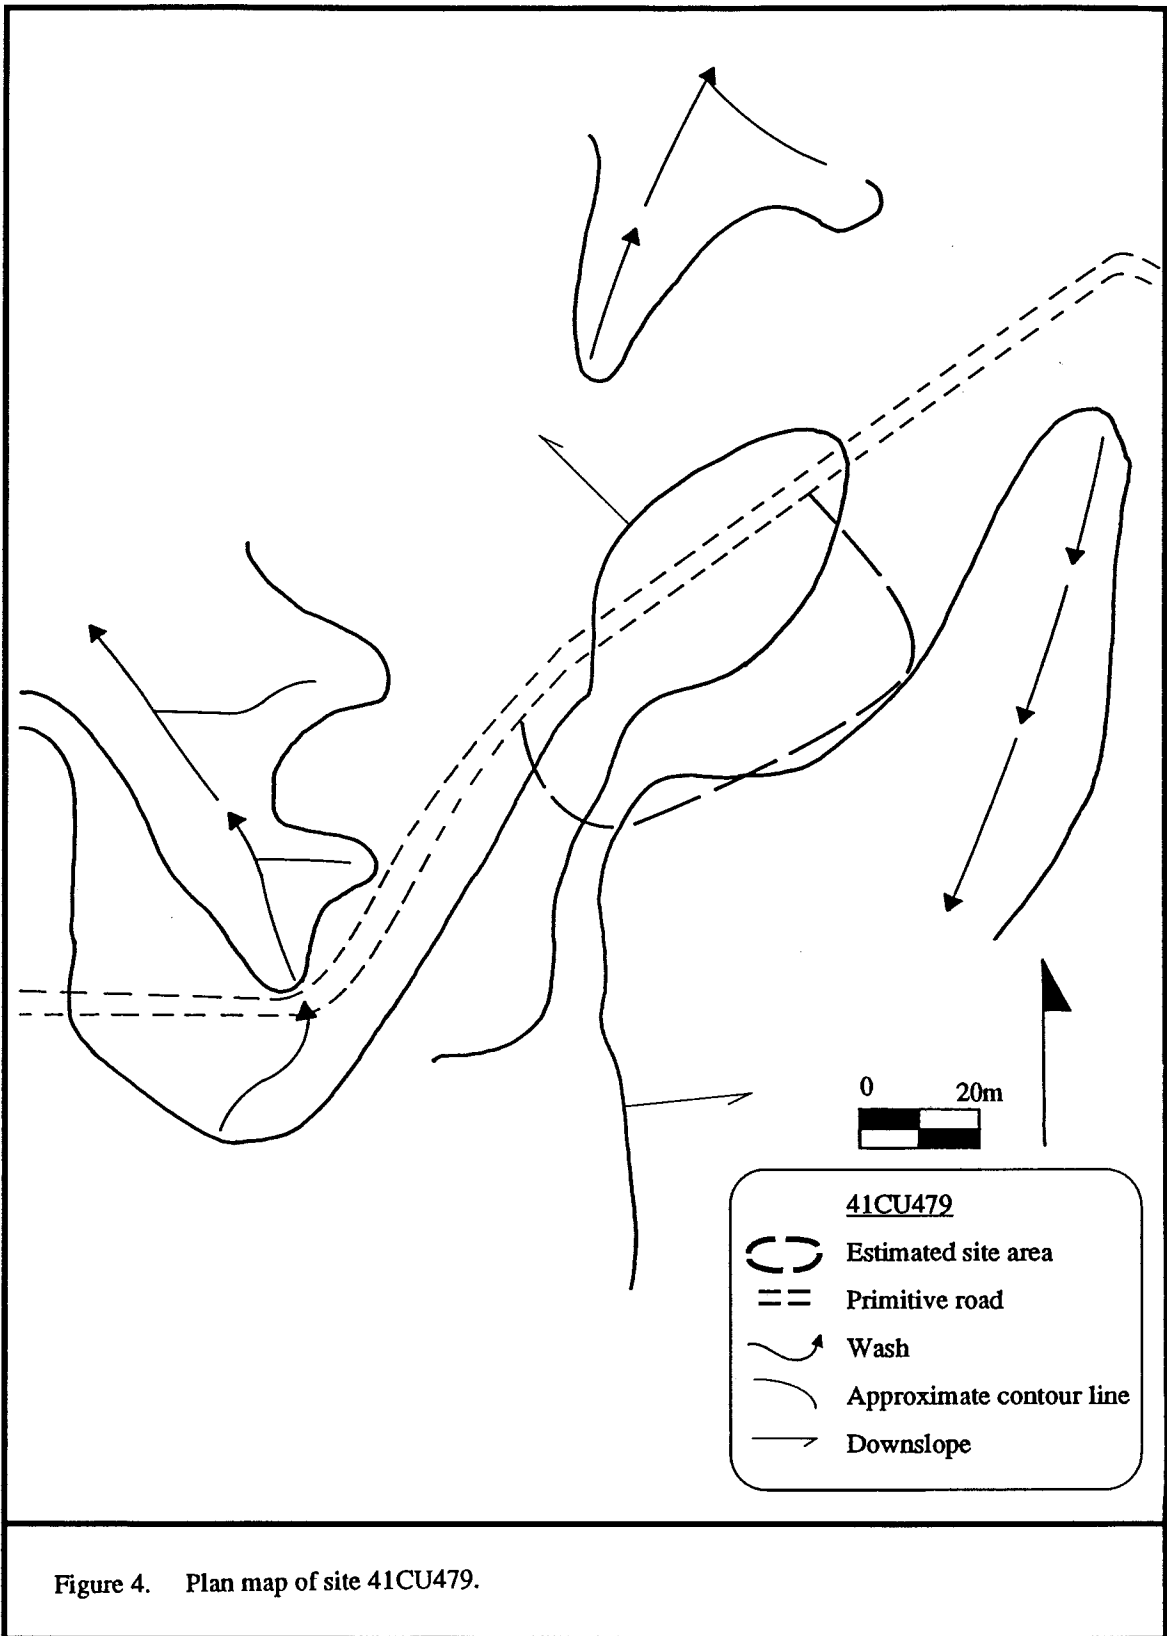 0 20m
41CU479
Estimated site area
Primitive road
Wash
Approximate contour line
Downslope
Figure 4. Plan map of site 41CU479.